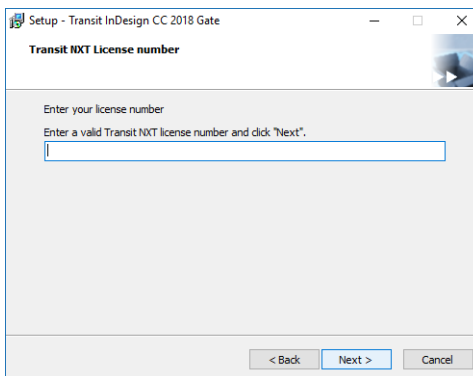 Setup - Transit InDesign CC 2018 Gate
Transit NXT License number
Enter your license number
Enter a valid Transit NXT license number and click "Next".
< Back
Next >
Cancel